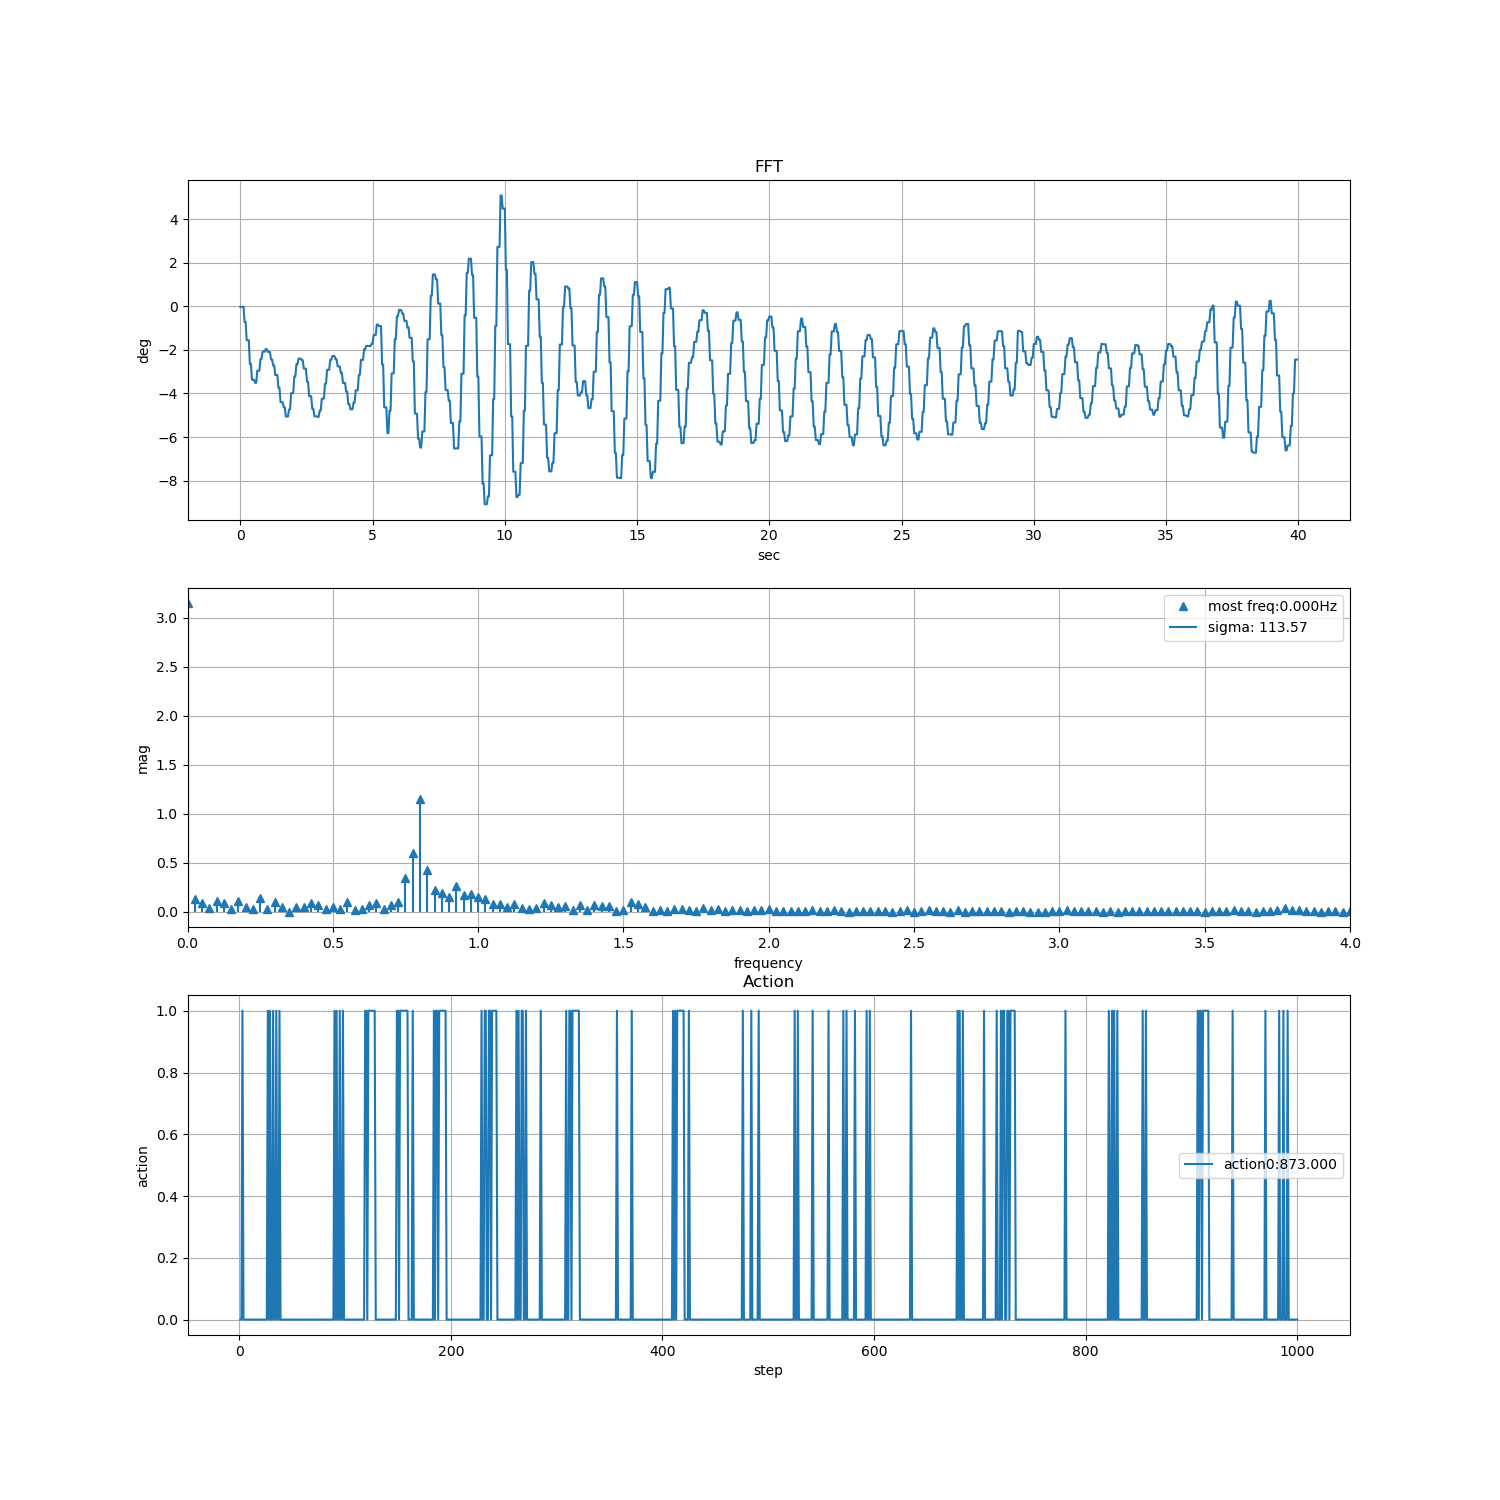 FFT
4
2
0
−2
−4
−6
−8
deg
0 5 10 15 20 25 30 35 40
sec
3.0
2.5
2.0
1.5
1.0
0.5
0.0
mag
most freq:0.000Hz
sigma: 113.57
0.0 0.5 1.0 1.5 2.0 2.5 3.0 3.5 4.0
frequency
Action
1.0
0.8
0.6
0.4
0.2
0.0
action
action0:873.000
0 200 400 600 800 1000
step